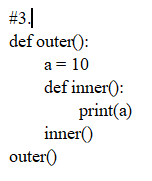 #3.
def outer():
    a = 10
    def inner():
        print(a)
    inner()
outer()